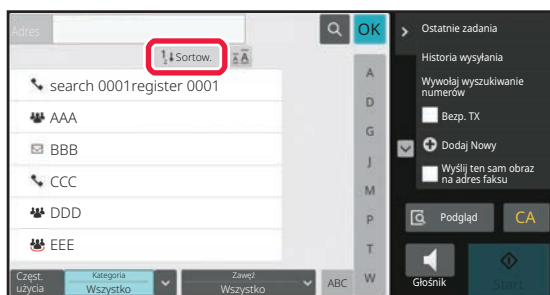 Adres
OK
Sortow.
search 0001register 0001
AAA
BBB
CCC
DDD
EEE
A
D
G
J
M
P
T
W
Częst. użycia
Kategoria
Wszystko
Zawęź
Wszystko
ABC
Ostatnie zadania
Historia wysyłania
Wywołaj wyszukiwanie
numerów
Bezp. TX
Dodaj Nowy
Wyślij ten sam obraz
na adres faksu
Podgląd
CA
Głośnik
Start